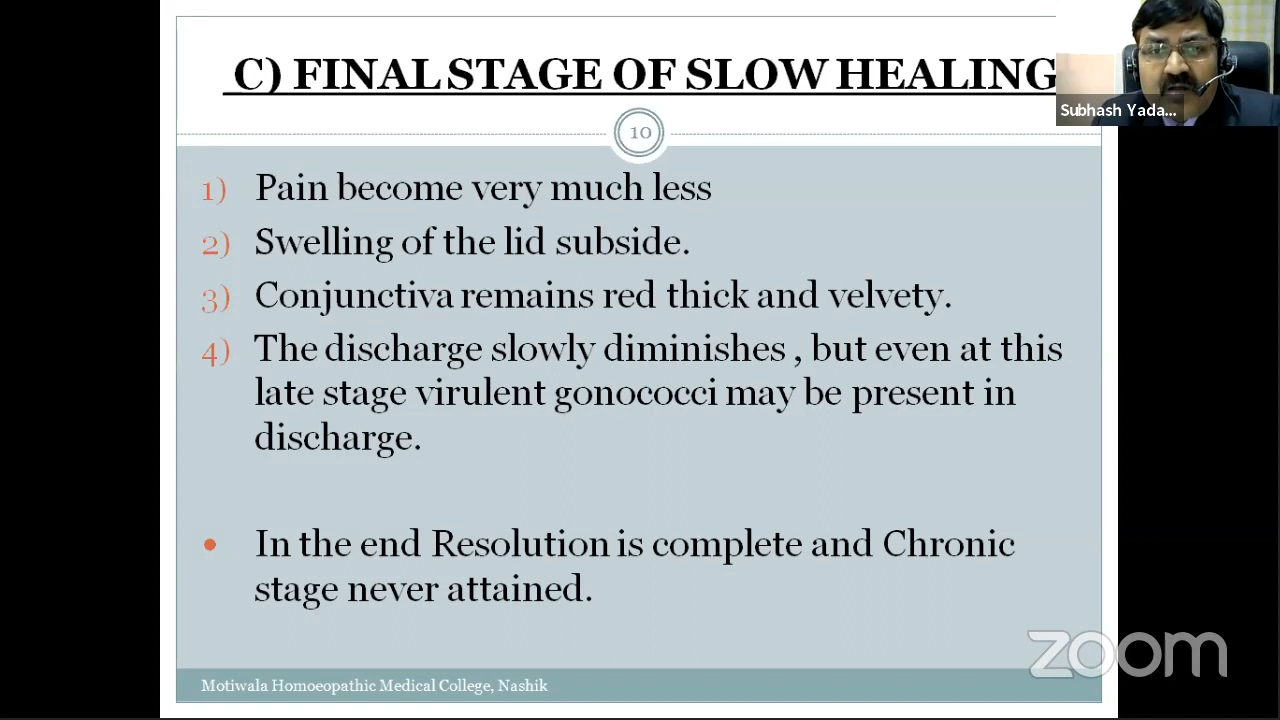 C) FINAL STAGE OF SLOW HEALING
Subhash Yada...
10
1) Pain become very much less
2) Swelling of the lid subside.
3) Conjunctiva remains red thick and velvety.
4) The discharge slowly diminishes , but even at this
late stage virulent gonococci may be present in
discharge.
• In the end Resolution is complete and Chronic
stage never attained.
zoom
Motiwala Homoeopathic Medical College, Nashik